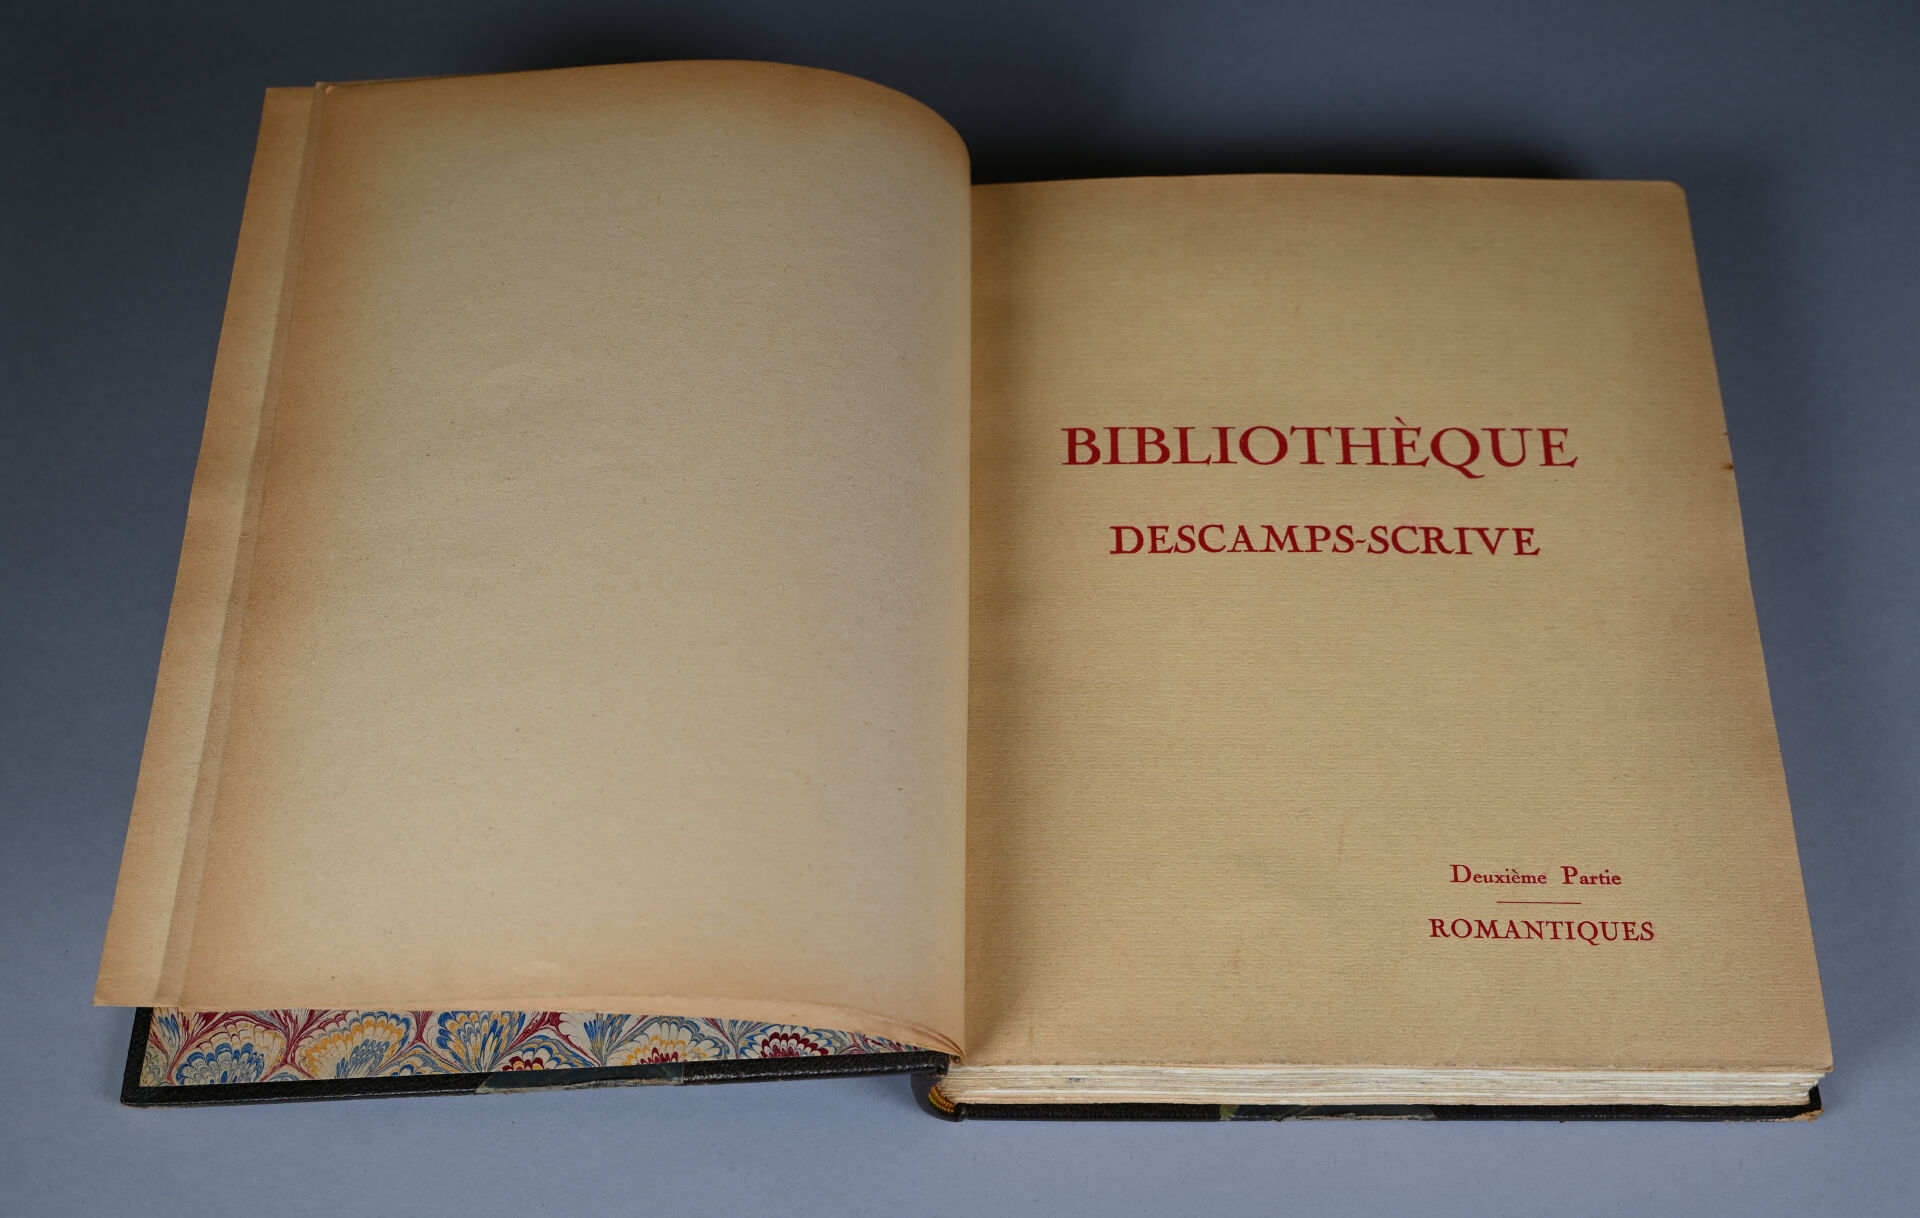 BIBLIOTHÈQUE
DESCAMPS-SCRIVE
Deuxième Partie
ROMANTIQUES